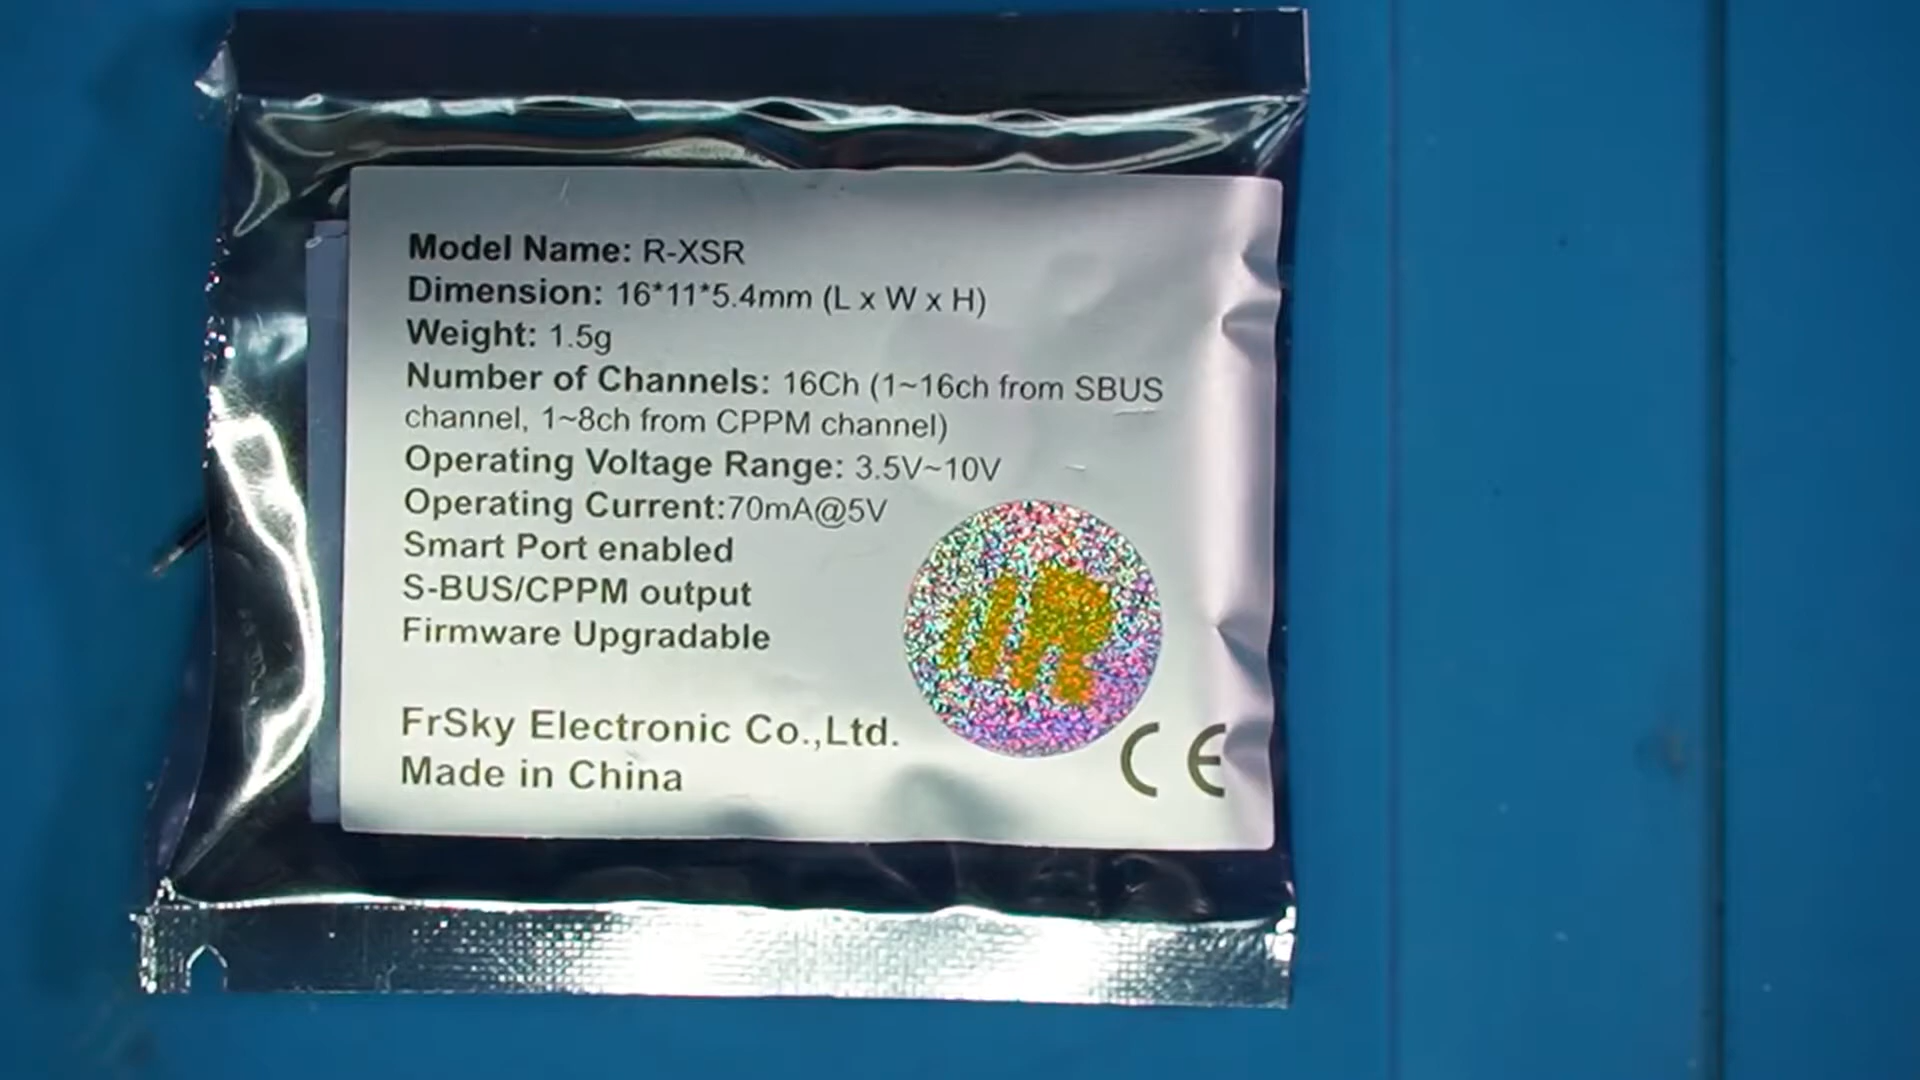 Model Name: R-XSR
Dimension: 16*11*5.4mm (L x W x H)
Weight: 1.5g
Number of Channels: 16Ch (1~16ch from SBUS
channel, 1~8ch from CPPM channel)
Operating Voltage Range: 3.5V~10V
Operating Current:70mA@5V
Smart Port enabled
S-BUS/CPPM output
Firmware Upgradable
FrSky Electronic Co.,Ltd.
Made in China
CE